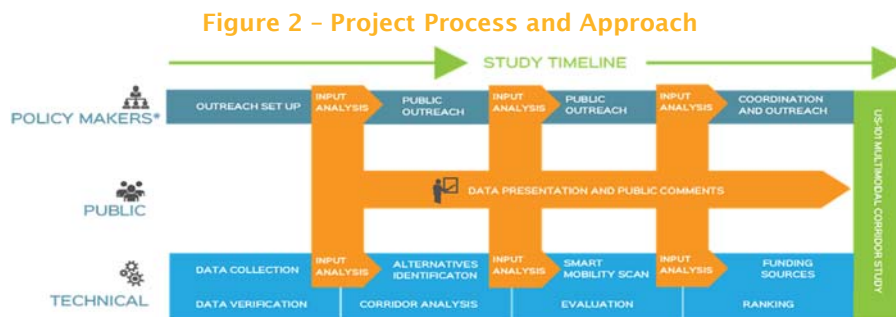 Figure 2 – Project Process and Approach
STUDY TIMELINE
POLICY MAKERS*
OUTREACH SET UP
INPUT
ANALYSIS
PUBLIC
OUTREACH
INPUT
ANALYSIS
PUBLIC
OUTREACH
INPUT
ANALYSIS
COORDINATION
AND OUTREACH
US-101 MULTIMODAL CORRIDOR STUDY
PUBLIC
DATA PRESENTATION AND PUBLIC COMMENTS
TECHNICAL
DATA COLLECTION
INPUT
ANALYSIS
ALTERNATIVES
IDENTIFICATON
INPUT
ANALYSIS
SMART
MOBILITY SCAN
INPUT
ANALYSIS
FUNDING
SOURCES
DATA VERIFICATION
CORRIDOR ANALYSIS
EVALUATION
RANKING